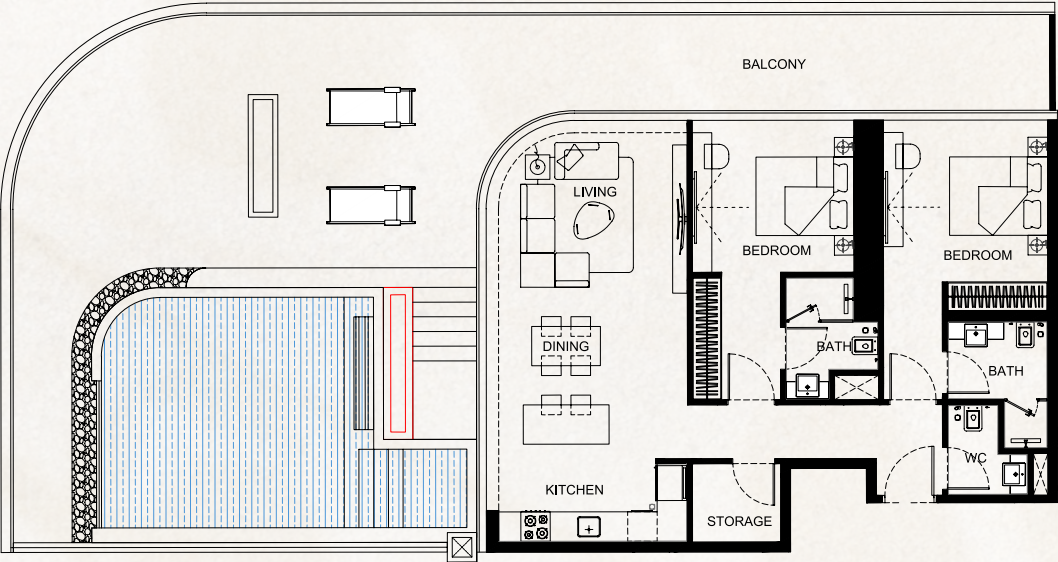 BALCONY
LIVING
BEDROOM
BEDROOM
DINING
BATH
BATH
WC
KITCHEN
STORAGE